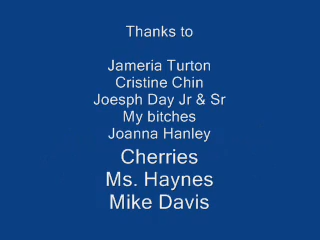 Thanks to
Jameria Turton
Cristine Chin
Joesph Day Jr & Sr
My bitches
Joanna Hanley
Cherries
Ms. Haynes
Mike Davis